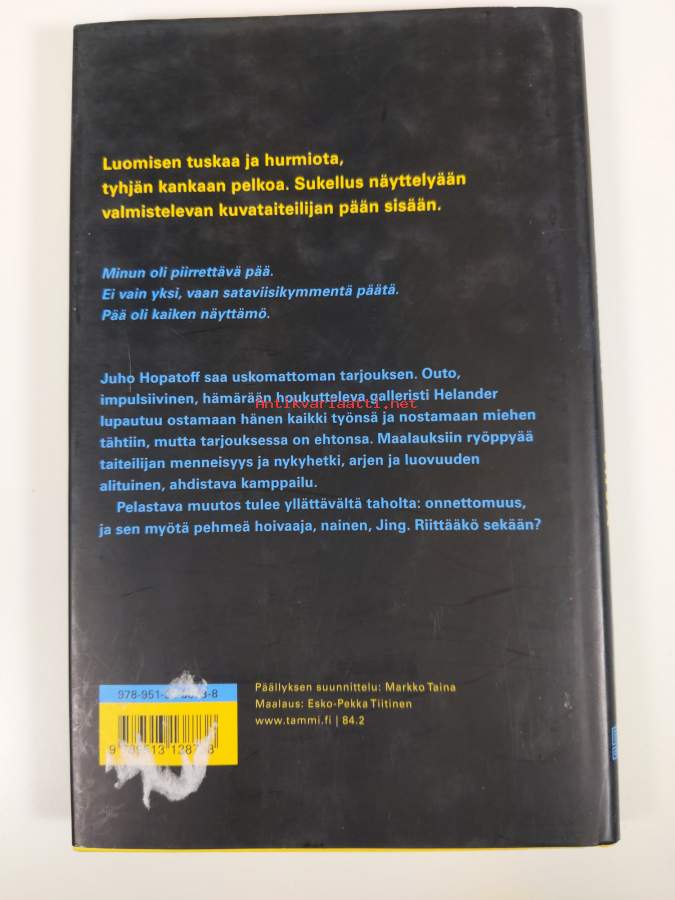 Luomisen tuskaa ja hurmiota,
tyhjän kankaan pelkoa. Sukellus näyttelyään
valmistelevan kuvataiteilijan pään sisään.
Minun oli piirrettävä pää.
Ei vain yksi, vaan sataviisikymmentä päätä.
Pää oli kaiken näyttämö.
Juho Hopatoff saa uskomattoman tarjouksen. Outo,
impulsiivinen, hämärään houkutteleva galleristi Helander
Antikvariaatti.net
lupautuu ostamaan hänen kaikki työnsä ja nostamaan miehen
tähtiin, mutta tarjouksessa on ehtonsa. Maalauksiin ryöppyää
taiteilijan menneisyys ja nykyhetki, arjen ja luovuuden
alituinen, ahdistava kamppailu.
Pelastava muutos tulee yllättävältä taholta: onnettomuus,
ja sen myötä pehmeä hoivaaja, nainen, Jing. Riittääkö sekään?
Päällyksen suunnittelu: Markko Taina
Maalaus: Esko-Pekka Tiitinen
www.tammi.fi | 84.2